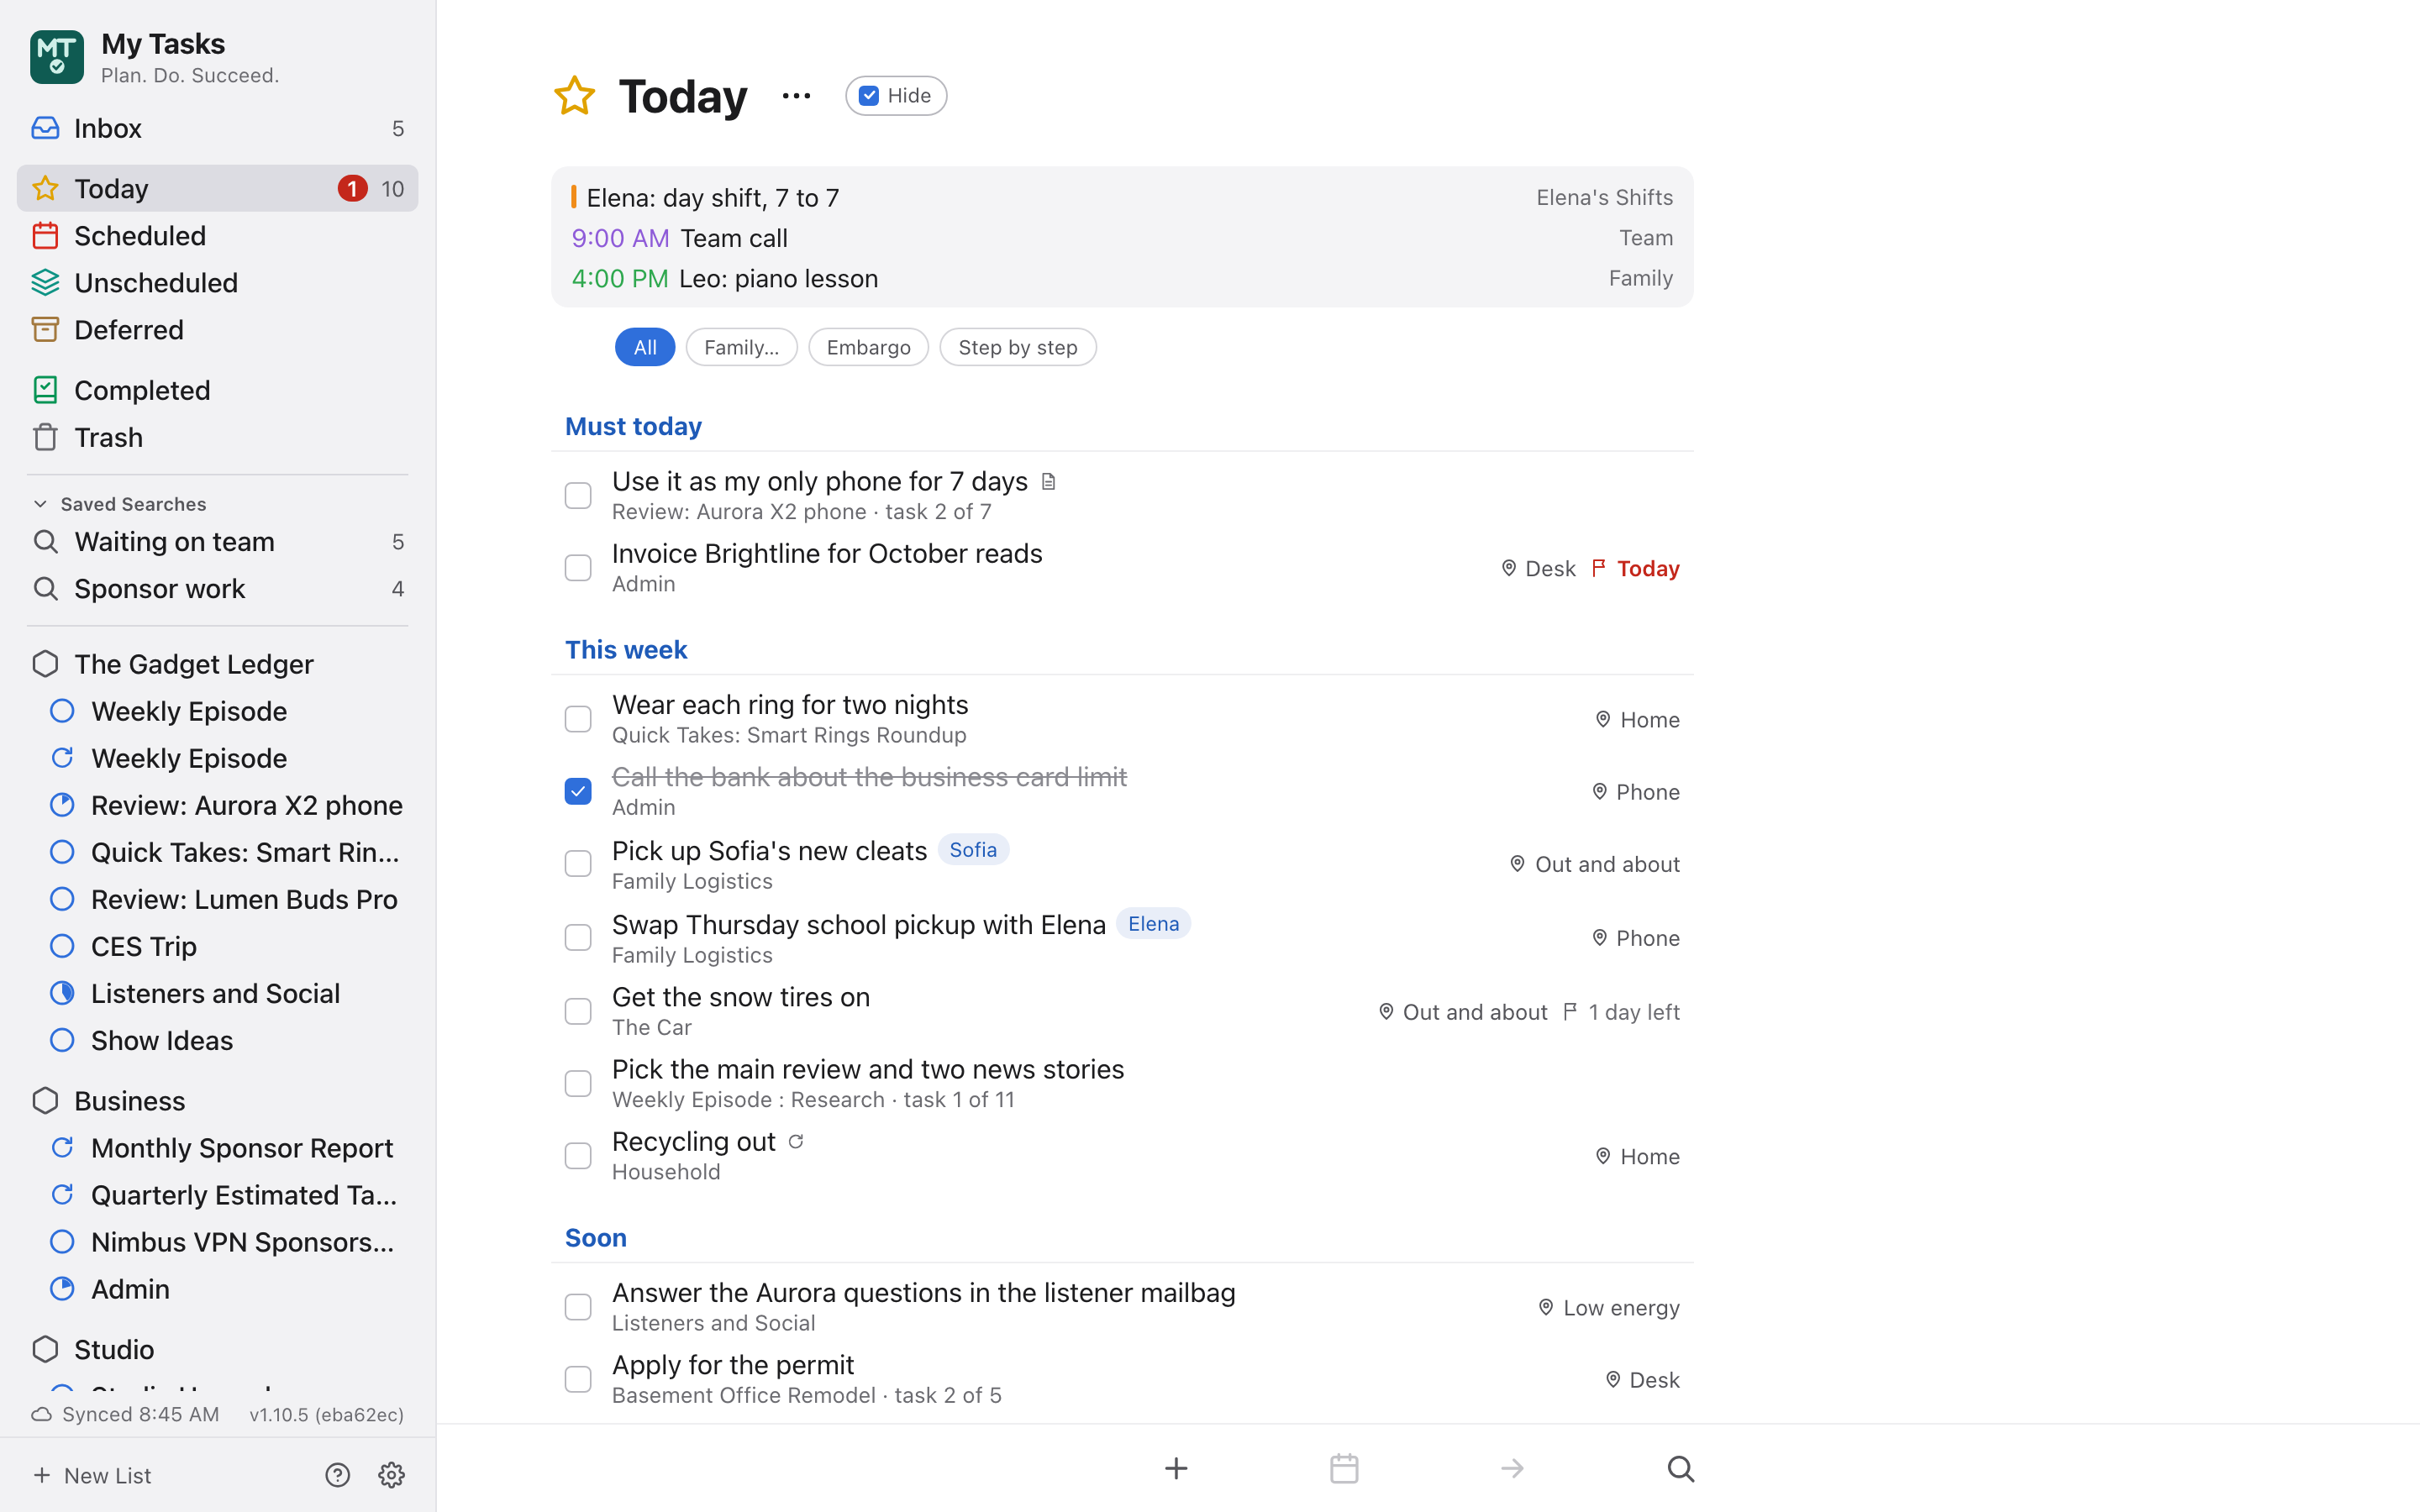 MT
My Tasks
Plan. Do. Succeed.
Inbox 5
Today 1 10
Scheduled
Unscheduled
Deferred
Completed
Trash
Saved Searches
Waiting on team 5
Sponsor work 4
The Gadget Ledger
Weekly Episode
Weekly Episode
Review: Aurora X2 phone
Quick Takes: Smart Rin...
Review: Lumen Buds Pro
CES Trip
Listeners and Social
Show Ideas
Business
Monthly Sponsor Report
Quarterly Estimated Ta...
Nimbus VPN Sponsors...
Admin
Studio
Synced 8:45 AM v1.10.5 (eba62ec)
+ New List
Today ... Hide
Elena: day shift, 7 to 7 Elena's Shifts
9:00 AM Team call Team
4:00 PM Leo: piano lesson Family
All Family... Embargo Step by step
Must today
Use it as my only phone for 7 days
Review: Aurora X2 phone · task 2 of 7
Invoice Brightline for October reads
Admin
Desk Today
This week
Wear each ring for two nights
Quick Takes: Smart Rings Roundup
Home
Call the bank about the business card limit
Admin
Phone
Pick up Sofia's new cleats Sofia
Family Logistics
Out and about
Swap Thursday school pickup with Elena Elena
Family Logistics
Phone
Get the snow tires on
The Car
Out and about 1 day left
Pick the main review and two news stories
Weekly Episode : Research · task 1 of 11
Recycling out
Household
Home
Soon
Answer the Aurora questions in the listener mailbag
Listeners and Social
Low energy
Apply for the permit
Basement Office Remodel · task 2 of 5
Desk